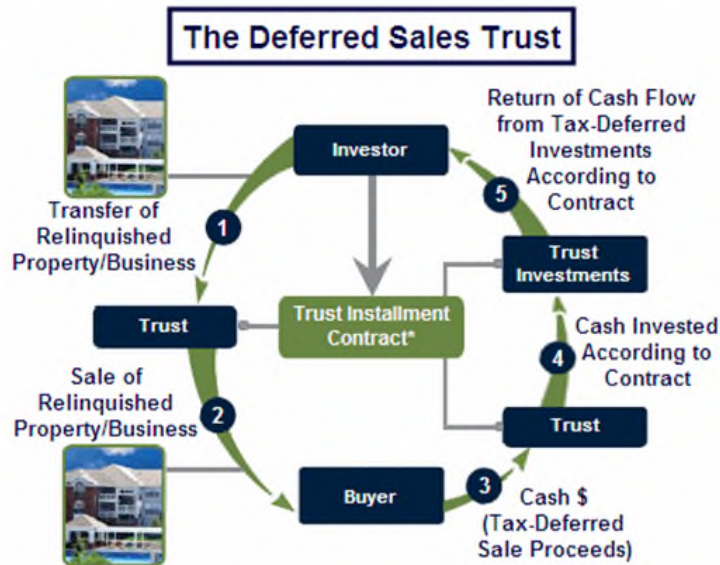 The Deferred Sales Trust
Investor
Transfer of
Relinquished
Property/Business
1
Trust
Trust Installment
Contract*
Sale of
Relinquished
Property/Business
2
Buyer
3
Cash $
(Tax-Deferred
Sale Proceeds)
Trust
4
Cash Invested
According to
Contract
Trust
Investments
5
Return of Cash Flow
from Tax-Deferred
Investments
According to
Contract